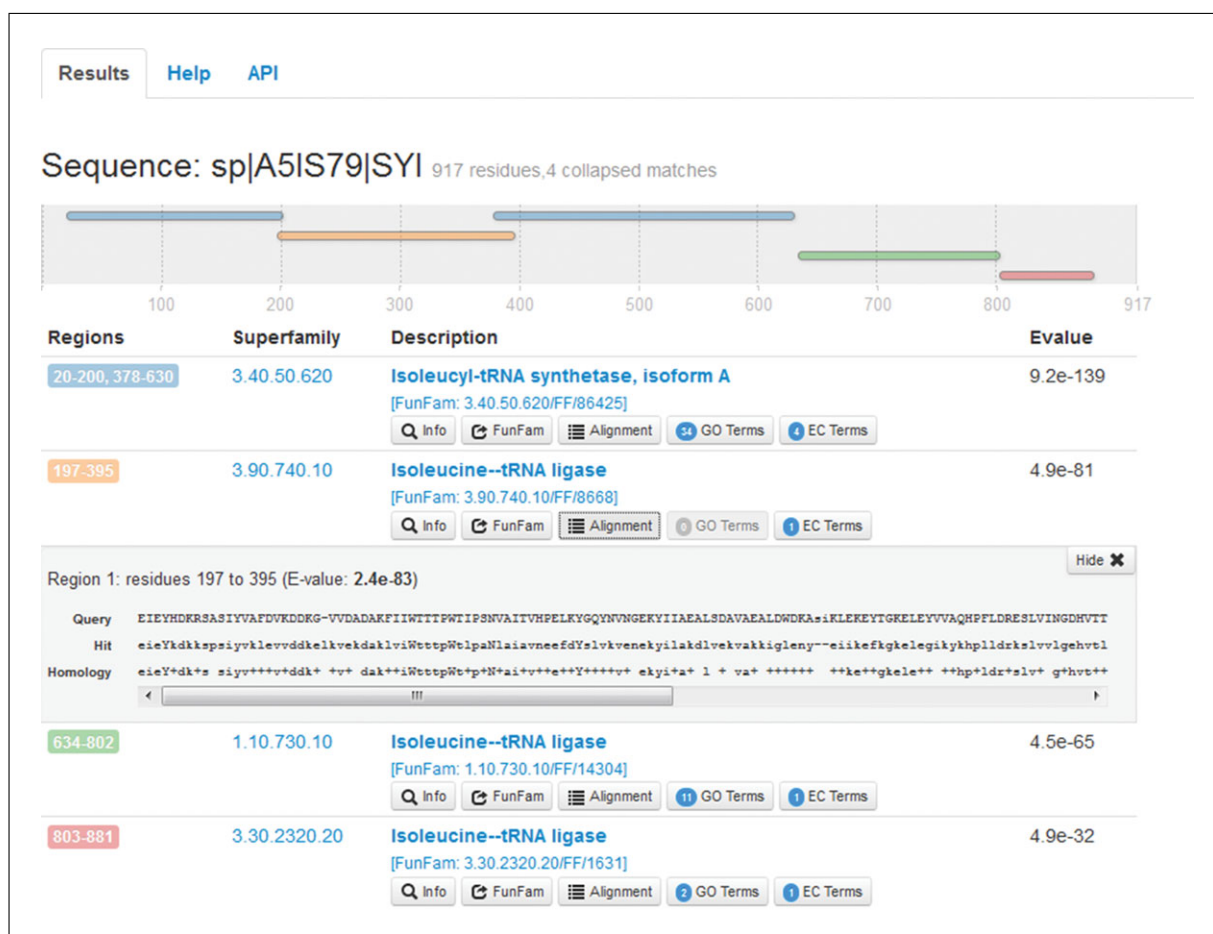 Results Help API
Sequence: sp|A5IS79|SYI 917 residues,4 collapsed matches
100 200 300 400 500 600 700 800 917
Regions Superfamily Description Evalue
20-200, 378-630 3.40.50.620 Isoleucyl-tRNA synthetase, isoform A 9.2e-139
[FunFam: 3.40.50.620/FF/86425]
Info FunFam Alignment 34 GO Terms 4 EC Terms
197-395 3.90.740.10 Isoleucine--tRNA ligase 4.9e-81
[FunFam: 3.90.740.10/FF/8668]
Info FunFam Alignment 0 GO Terms 1 EC Terms
Hide ✖
Region 1: residues 197 to 395 (E-value: 2.4e-83)
Query EIEYHDKRSASIYVAFDVKDDKG-VVDADAKFIIWTTTPWTIPSNVAITVHPELKYGQYNVNGEKYIIAEALSDAVAEALDWDKAsiKLEKEYTGKELEYVVAQHPFLDRESLVINGDHVTT
Hit eieYkdkkspsiyvklevvddkelkvekdaklviWtttpWtlpaNlaiavneefdYslvkvenekyilakdlvekvakkigleny--eiikefkgkelegikykhplldrkslvvlgehvtl
Homology eieY+dk+s siyv+++v+ddk+ ++v+ dak++iWtttpWt+p+N+ai+v++e++Y++++v+ ekyi+a+ l + va+ ++++++ ++ke++gkele++ ++hp+ldr+slv+ g+hvt++
634-802 1.10.730.10 Isoleucine--tRNA ligase 4.5e-65
[FunFam: 1.10.730.10/FF/14304]
Info FunFam Alignment 11 GO Terms 1 EC Terms
803-881 3.30.2320.20 Isoleucine--tRNA ligase 4.9e-32
[FunFam: 3.30.2320.20/FF/1631]
Info FunFam Alignment 2 GO Terms 1 EC Terms